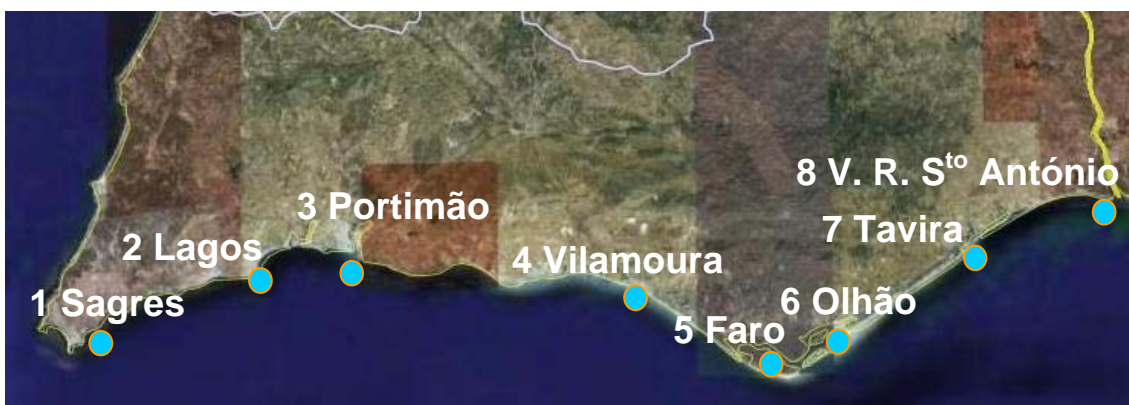 1 Sagres
2 Lagos
3 Portimão
4 Vilamoura
5 Faro
6 Olhão
7 Tavira
8 V. R. Sto António